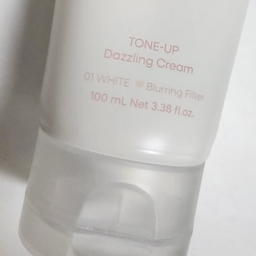 TONE-UP
Dazzling Cream
01 WHITE Blurring Filter
100 mL Net 3.38 fl.oz.